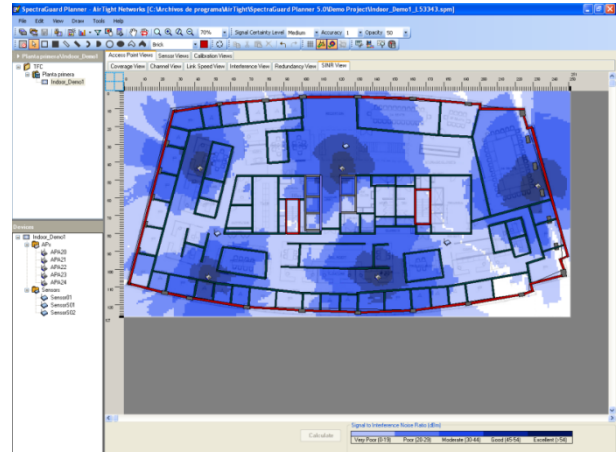 SpectraGuard Planner - AirTight Networks [C:\Archivos de programa\AirTight\SpectraGuard Planner 5.0\Demo Project\Indoor_Demo1_L53343.spm]
File Edit View Draw Tools Help
70% Signal Certainty Level Medium Accuracy 1 Opacity 50
Brick
Planta primera\Indoor_Demo1
Access Point Views Sensor Views Calibration Views
TFC
Planta primera
Indoor_Demo1
Coverage View Channel View Link Speed View Interference View Redundancy View SINR View
Devices
Indoor_Demo1
APs
APA20
APA21
APA22
APA23
APA24
Sensors
Sensor01
SensorS01
SensorS02
Calculate
Signal to Interference Noise Ratio (dBm)
Very Poor (0-19) Poor (20-29) Moderate (30-44) Good (45-54) Excellent (>54)